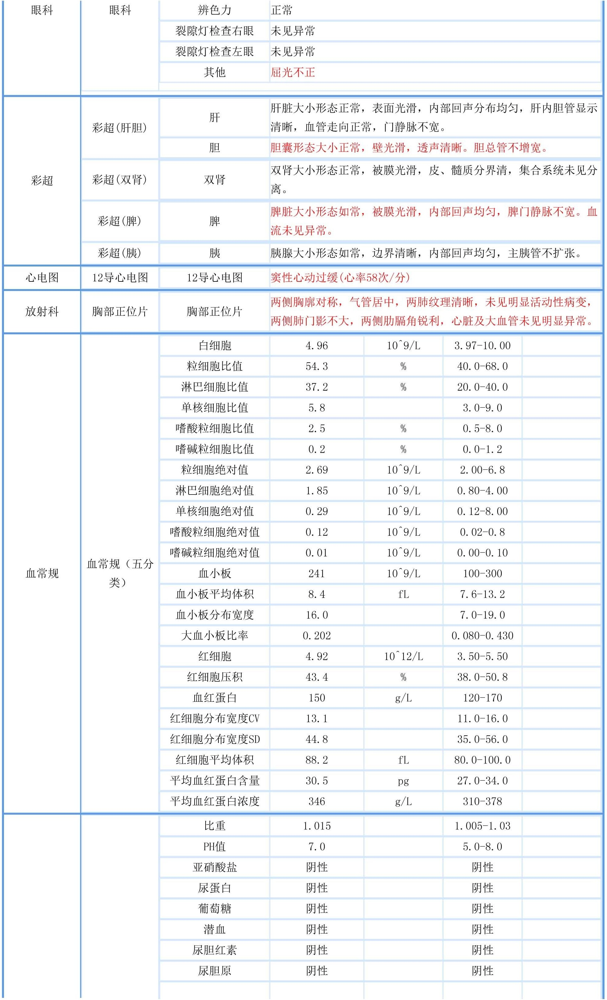 眼科 眼科 辨色力 正常
裂隙灯检查右眼 未见异常
裂隙灯检查左眼 未见异常
其他 屈光不正
彩超 彩超(肝胆) 肝 肝脏大小形态正常，表面光滑，内部回声分布均匀，肝内胆管显示
清晰，血管走向正常，门静脉不宽。
胆 胆囊形态大小正常，壁光滑，透声清晰。胆总管不增宽。
彩超(双肾) 双肾 双肾大小形态正常，被膜光滑，皮、髓质分界清，集合系统未见分
离。
彩超(脾) 脾 脾脏大小形态如常，被膜光滑，内部回声均匀，脾门静脉不宽。血
流未见异常。
彩超(胰) 胰 胰腺大小形态如常，边界清晰，内部回声均匀，主胰管不扩张。
心电图 12导心电图 12导心电图 窦性心动过缓(心率58次/分)
放射科 胸部正位片 胸部正位片 两侧胸廓对称，气管居中，两肺纹理清晰，未见明显活动性病变，
两侧肺门影不大，两侧肋膈角锐利，心脏及大血管未见明显异常。
血常规 血常规（五分
类）
白细胞 4.96 10^9/L 3.97-10.00
粒细胞比值 54.3 % 40.0-68.0
淋巴细胞比值 37.2 % 20.0-40.0
单核细胞比值 5.8 3.0-9.0
嗜酸粒细胞比值 2.5 % 0.5-8.0
嗜碱粒细胞比值 0.2 % 0.0-1.2
粒细胞绝对值 2.69 10^9/L 2.00-6.8
淋巴细胞绝对值 1.85 10^9/L 0.80-4.00
单核细胞绝对值 0.29 10^9/L 0.12-8.00
嗜酸粒细胞绝对值 0.12 10^9/L 0.02-0.8
嗜碱粒细胞绝对值 0.01 10^9/L 0.00-0.10
血小板 241 10^9/L 100-300
血小板平均体积 8.4 fL 7.6-13.2
血小板分布宽度 16.0 7.0-19.0
大血小板比率 0.202 0.080-0.430
红细胞 4.92 10^12/L 3.50-5.50
红细胞压积 43.4 % 38.0-50.8
血红蛋白 150 g/L 120-170
红细胞分布宽度CV 13.1 11.0-16.0
红细胞分布宽度SD 44.8 35.0-56.0
红细胞平均体积 88.2 fL 80.0-100.0
平均血红蛋白含量 30.5 pg 27.0-34.0
平均血红蛋白浓度 346 g/L 310-378
比重 1.015 1.005-1.03
PH值 7.0 5.0-8.0
亚硝酸盐 阴性 阴性
尿蛋白 阴性 阴性
葡萄糖 阴性 阴性
潜血 阴性 阴性
尿胆红素 阴性 阴性
尿胆原 阴性 阴性